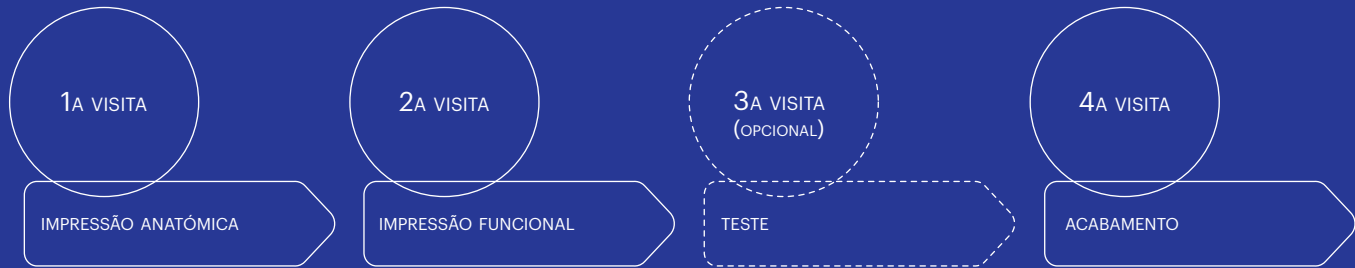 1A VISITA
2A VISITA
3A VISITA
(OPCIONAL)
4A VISITA
IMPRESSÃO ANATÓMICA
IMPRESSÃO FUNCIONAL
TESTE
ACABAMENTO